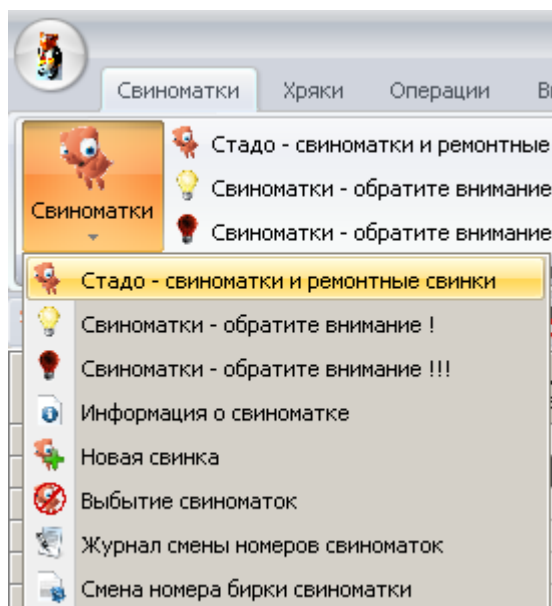 Свиноматки Хряки Операции
Стадо - свиноматки и ремонтные
Свиноматки - обратите внимание
Свиноматки
Свиноматки - обратите внимание
Стадо - свиноматки и ремонтные свинки
Свиноматки - обратите внимание !
Свиноматки - обратите внимание !!!
Информация о свиноматке
Новая свинка
Выбытие свиноматок
Журнал смены номеров свиноматок
Смена номера бирки свиноматки